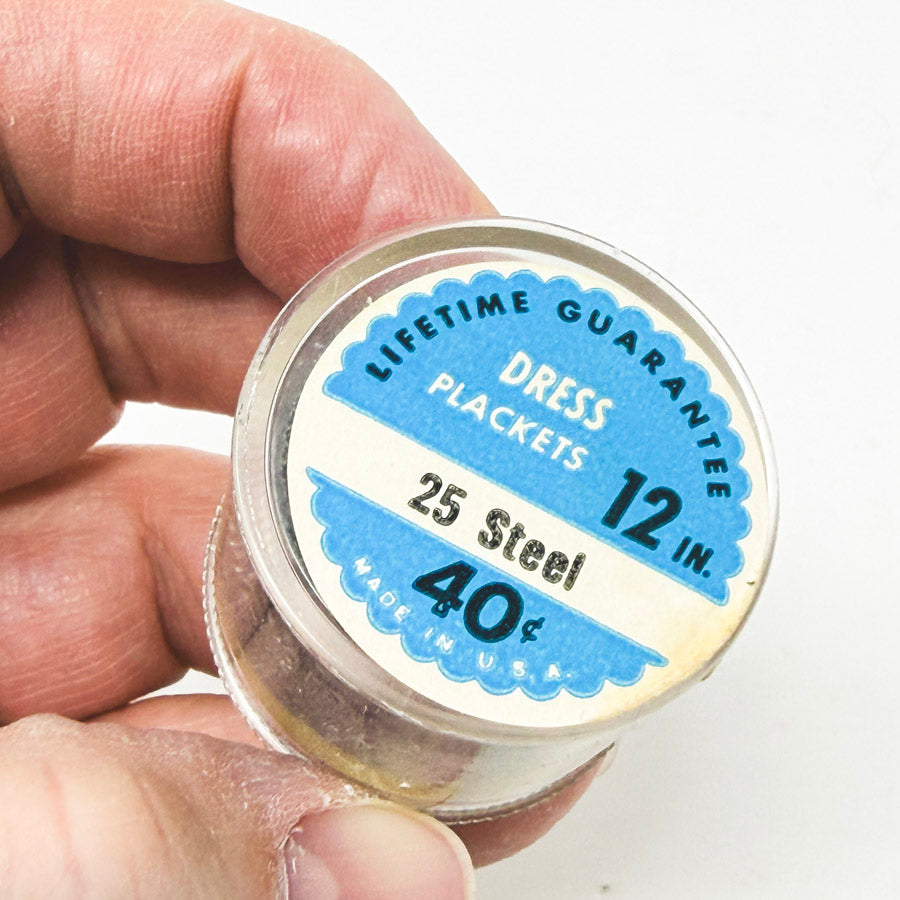 LIFETIME GUARANTEE
DRESS
PLACKETS
12 IN.
25 Steel
40¢
MADE IN U.S.A.